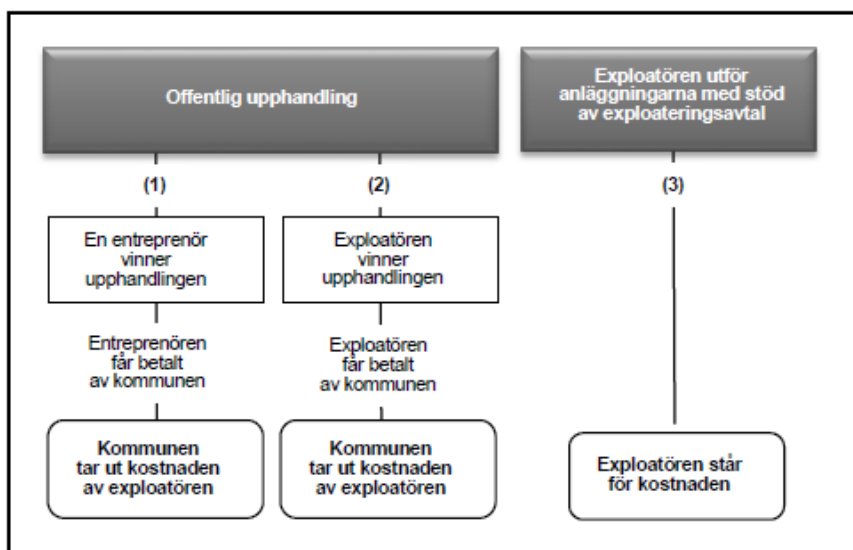 Offentlig upphandling
Exploatören utför
anläggningarna med stöd
av exploateringsavtal
(1)
(2)
(3)
En entreprenör
vinner
upphandlingen
Exploatören
vinner
upphandlingen
Entreprenören
får betalt
av kommunen
Exploatören
får betalt
av kommunen
Kommunen
tar ut kostnaden
av exploatören
Kommunen
tar ut kostnaden
av exploatören
Exploatören står
för kostnaden